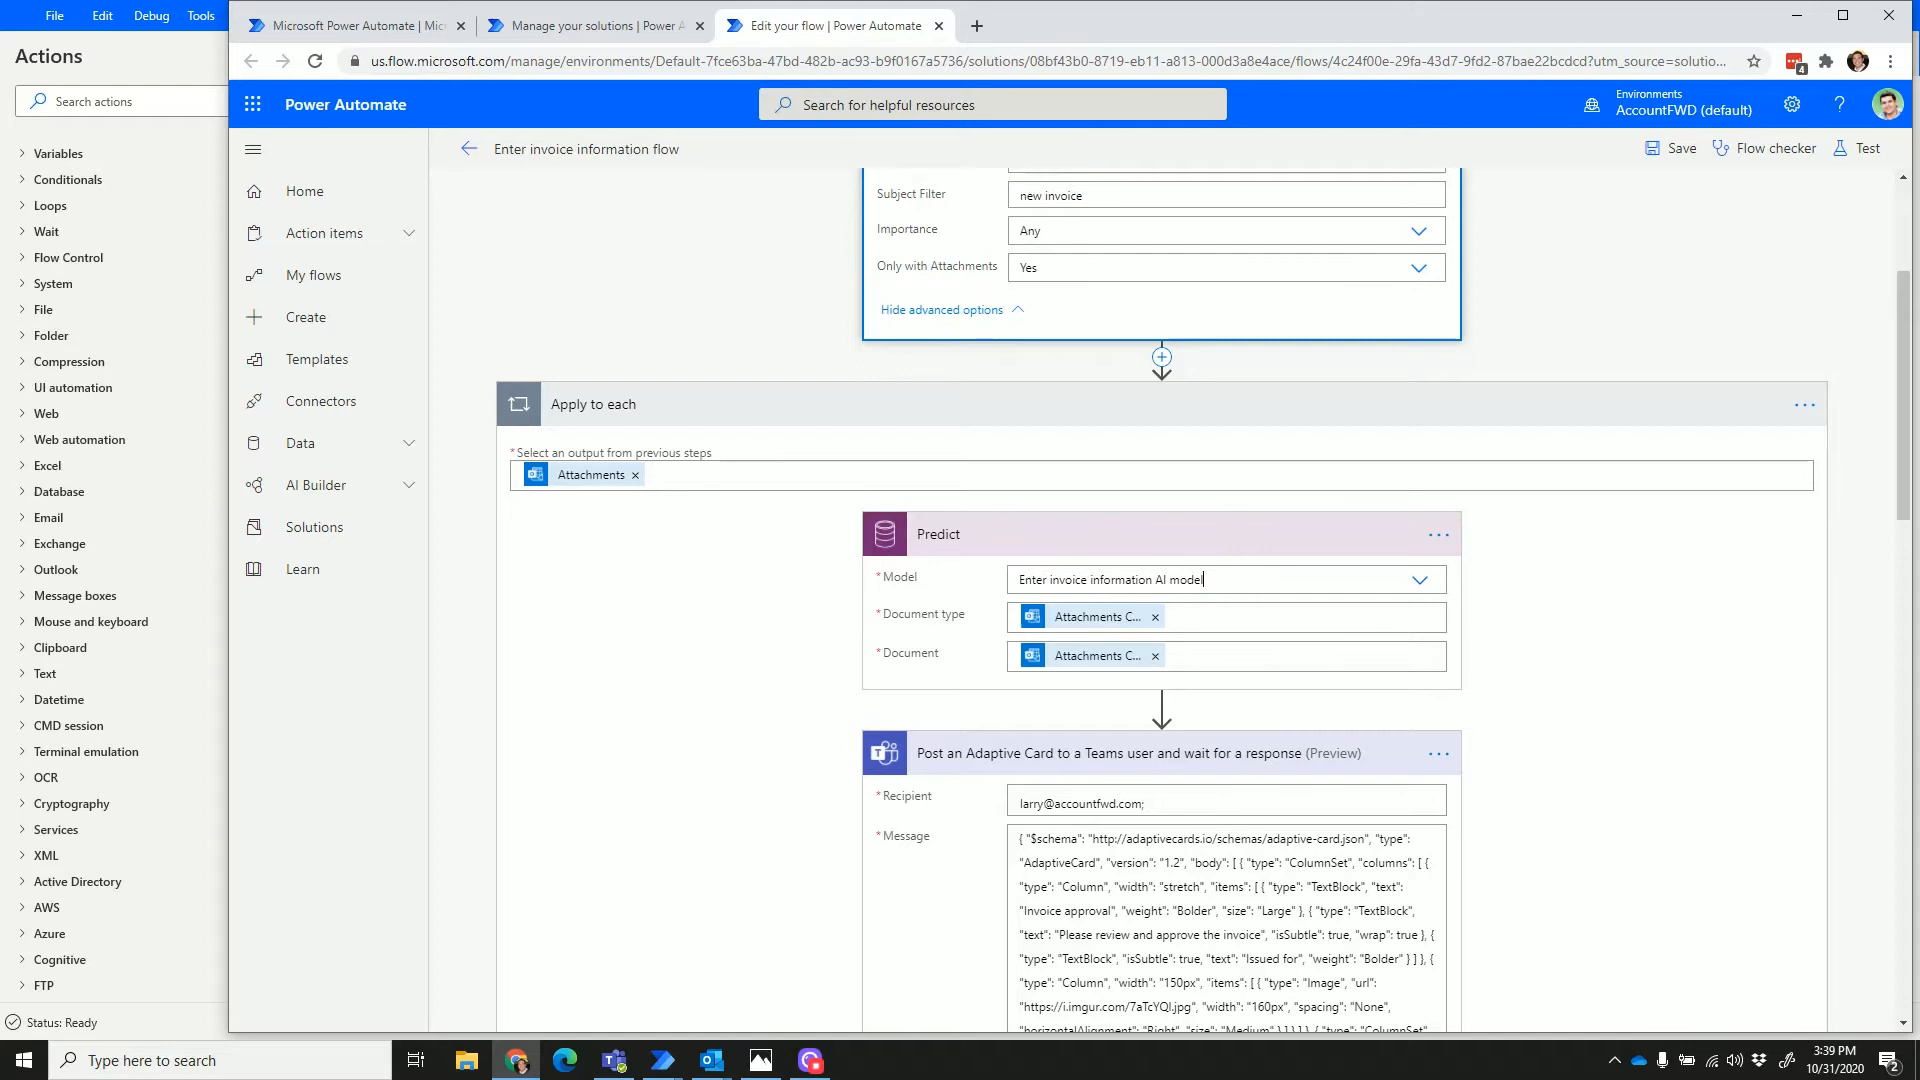 File Edit Debug Tools
Actions
Search actions
Variables
Conditionals
Loops
Wait
Flow Control
System
File
Folder
Compression
UI automation
Web
Web automation
Excel
Database
Email
Exchange
Outlook
Message boxes
Mouse and keyboard
Clipboard
Text
Datetime
CMD session
Terminal emulation
OCR
Cryptography
Services
XML
Active Directory
AWS
Azure
Cognitive
FTP
Status: Ready
Microsoft Power Automate | Mic
Manage your solutions | Power A
Edit your flow | Power Automate
us.flow.microsoft.com/manage/environments/Default-7fce63ba-47bd-482b-ac93-b9f0167a5736/solutions/08bf43b0-8719-eb11-a813-000d3a8e4ace/flows/4c24f00e-29fa-43d7-9fd2-87bae22bcdcd?utm_source=solutio...
4
Power Automate
Search for helpful resources
Environments
AccountFWD (default)
?
Enter invoice information flow
Save Flow checker Test
Home
Action items
My flows
Create
Templates
Connectors
Data
AI Builder
Solutions
Learn
Subject Filter
new invoice
Importance
Any
Only with Attachments
Yes
Hide advanced options
Apply to each
* Select an output from previous steps
Attachments
Predict
* Model
Enter invoice information AI model
* Document type
Attachments C...
* Document
Attachments C...
Post an Adaptive Card to a Teams user and wait for a response (Preview)
* Recipient
larry@accountfwd.com;
* Message
{ "$schema": "http://adaptivecards.io/schemas/adaptive-card.json", "type":
"AdaptiveCard", "version": "1.2", "body": [ { "type": "ColumnSet", "columns": [ {
"type": "Column", "width": "stretch", "items": [ { "type": "TextBlock", "text":
"Invoice approval", "weight": "Bolder", "size": "Large" }, { "type": "TextBlock",
"text": "Please review and approve the invoice", "isSubtle": true, "wrap": true }, {
"type": "TextBlock", "isSubtle": true, "text": "Issued for", "weight": "Bolder" } ] }, {
"type": "Column", "width": "150px", "items": [ { "type": "Image", "url":
"https://i.imgur.com/7aTcYQl.jpg", "width": "160px", "spacing": "None",
"horizontalAlignment": "Right", "size": "Medium" } ] } ] }, { "type": "ColumnSet",
Type here to search
3:39 PM
10/31/2020
2